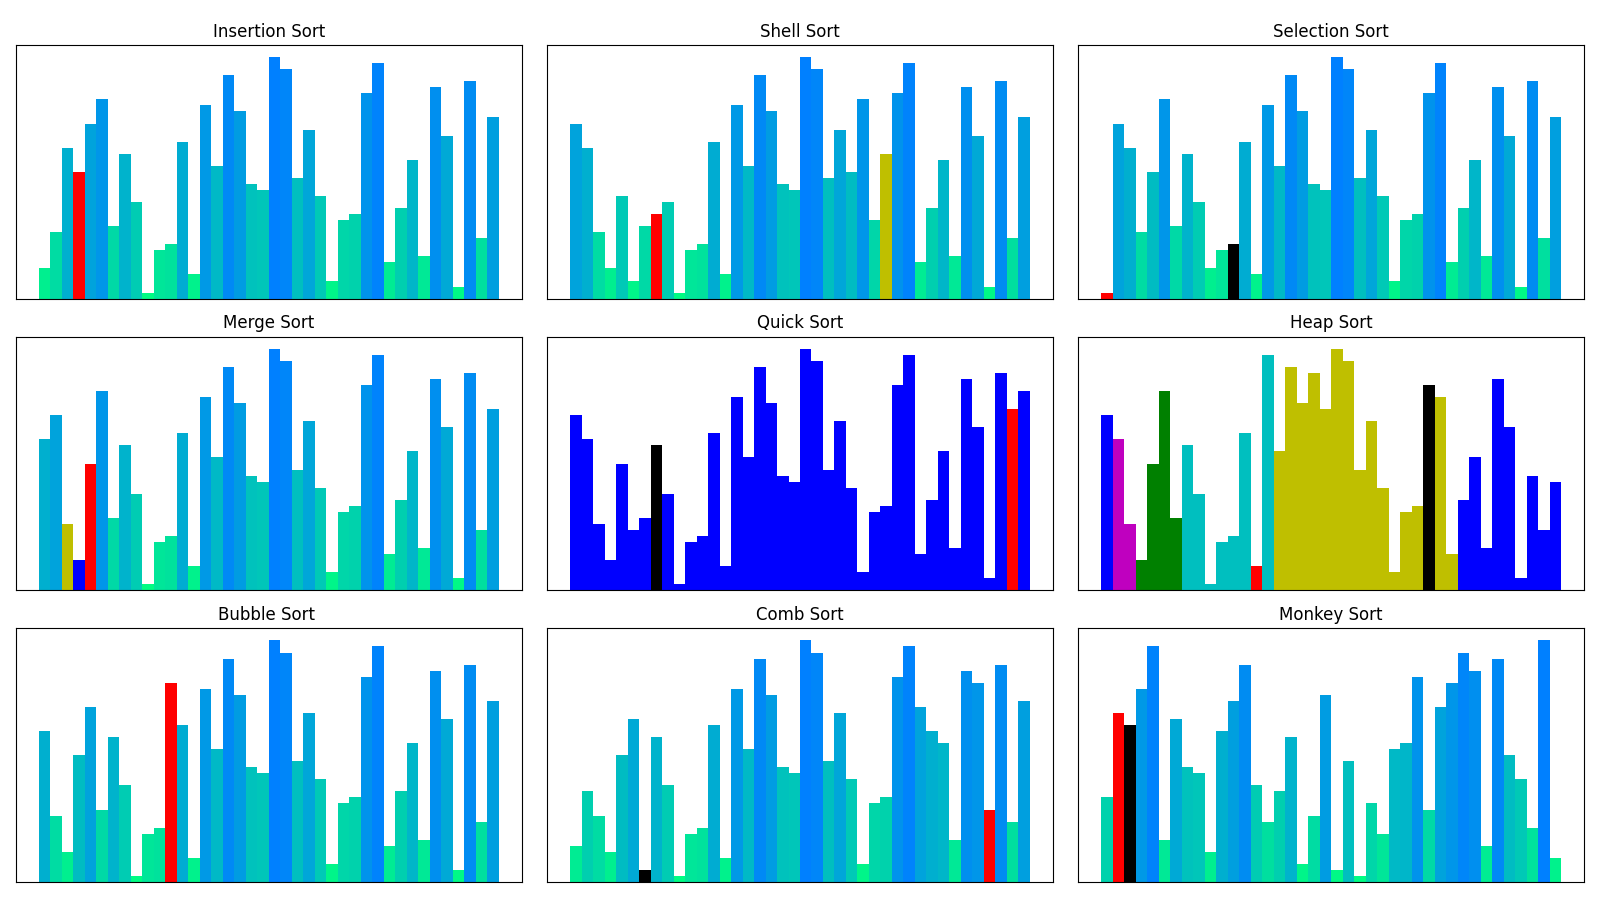 Insertion Sort
Shell Sort
Selection Sort
Merge Sort
Quick Sort
Heap Sort
Bubble Sort
Comb Sort
Monkey Sort